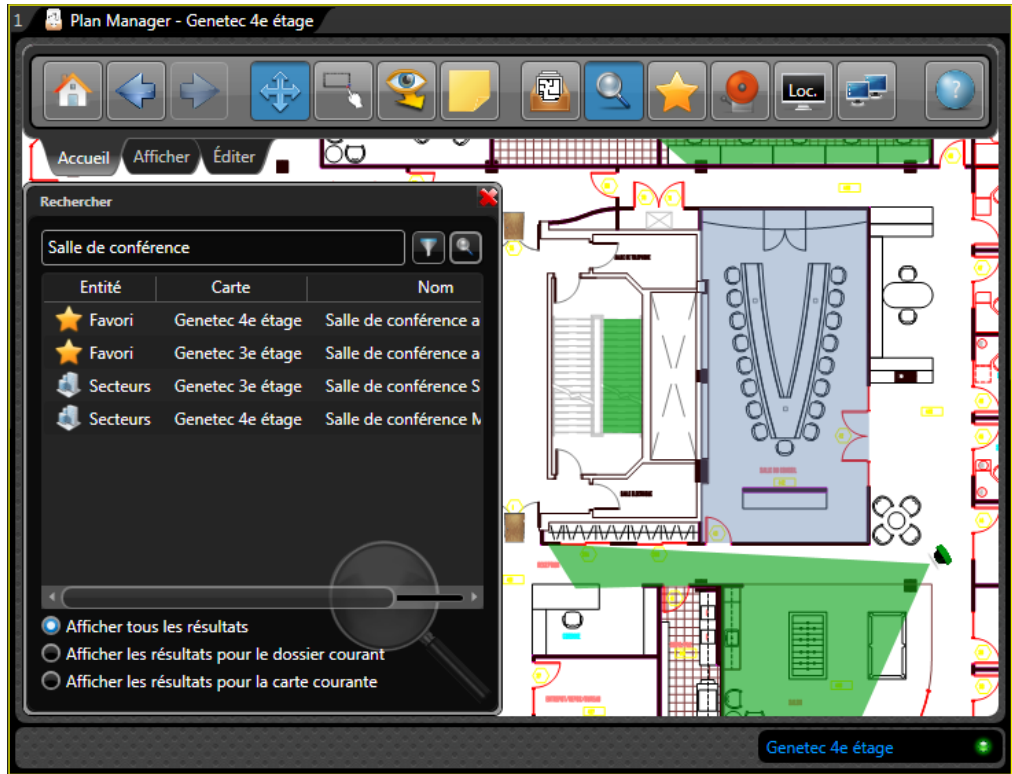 1 Plan Manager - Genetec 4e étage
Loc.
Accueil Afficher Éditer
Rechercher
Salle de conférence
Entité Carte Nom
Favori Genetec 4e étage Salle de conférence a
Favori Genetec 3e étage Salle de conférence a
Secteurs Genetec 3e étage Salle de conférence S
Secteurs Genetec 4e étage Salle de conférence M
Afficher tous les résultats
Afficher les résultats pour le dossier courant
Afficher les résultats pour la carte courante
Genetec 4e étage